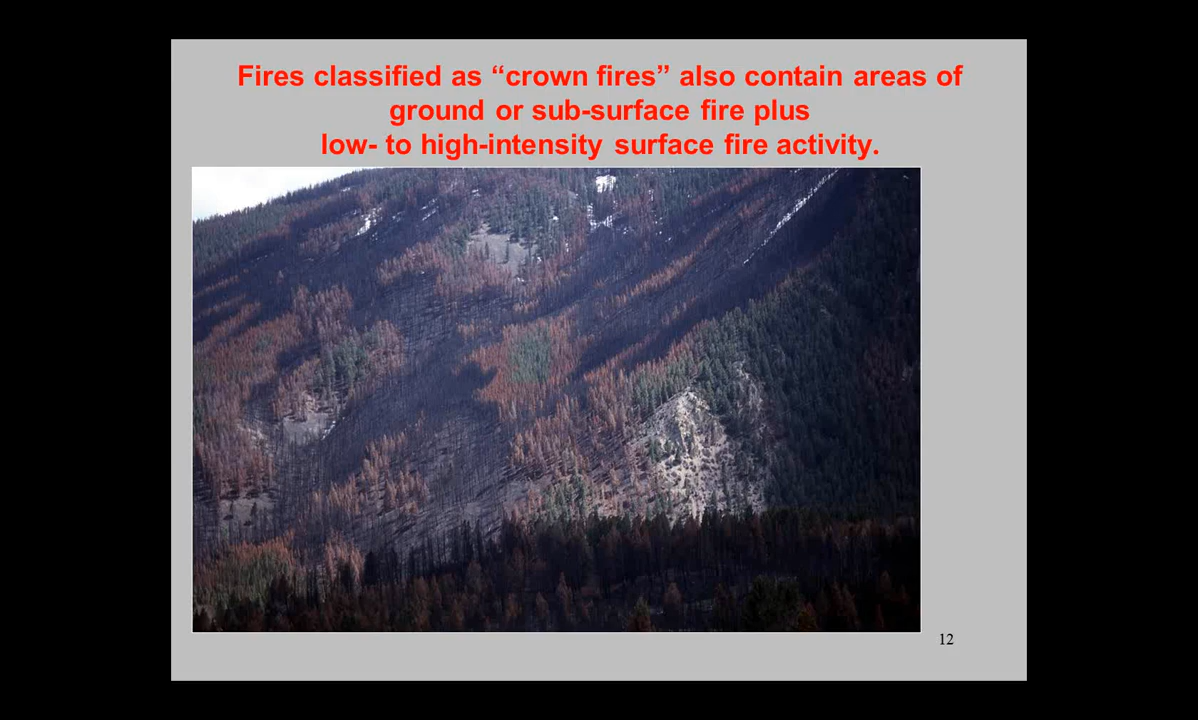 Fires classified as “crown fires” also contain areas of
ground or sub-surface fire plus
low- to high-intensity surface fire activity.
12